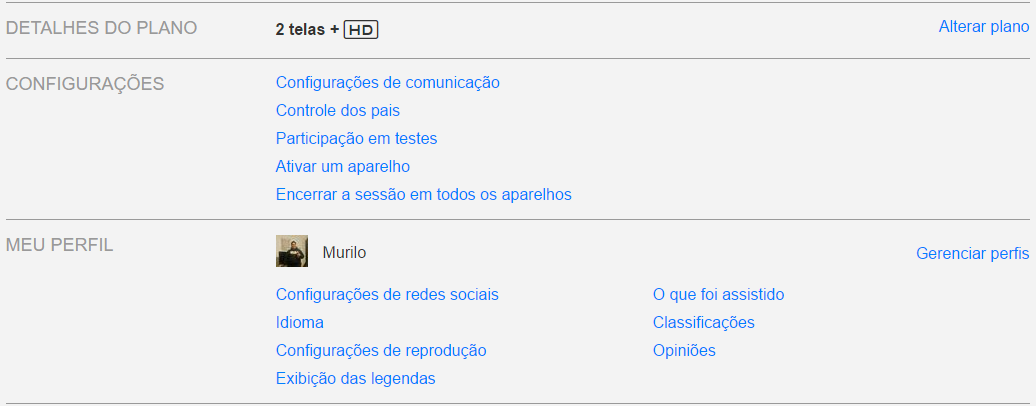 DETALHES DO PLANO 2 telas + HD Alterar plano
CONFIGURAÇÕES Configurações de comunicação
Controle dos pais
Participação em testes
Ativar um aparelho
Encerrar a sessão em todos os aparelhos
MEU PERFIL Murilo Gerenciar perfis
Configurações de redes sociais O que foi assistido
Idioma Classificações
Configurações de reprodução Opiniões
Exibição das legendas